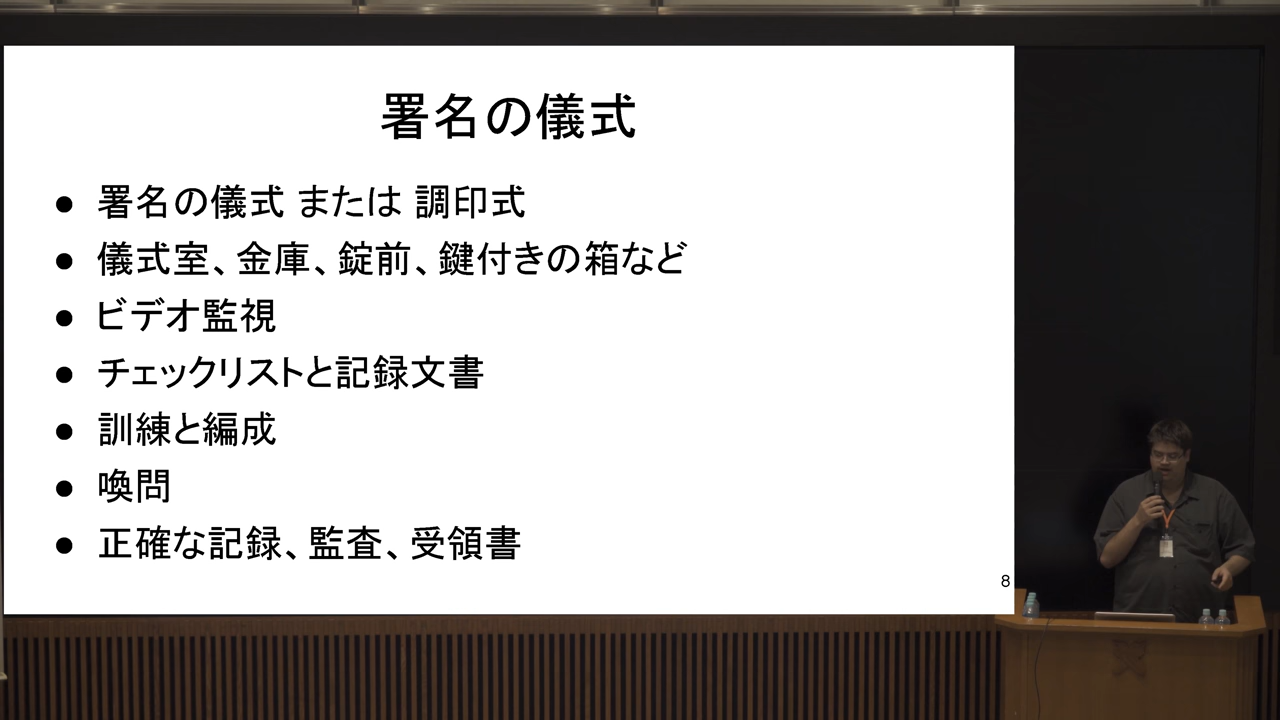 署名の儀式
● 署名の儀式 または 調印式
● 儀式室、金庫、錠前、鍵付きの箱など
● ビデオ監視
● チェックリストと記録文書
● 訓練と編成
● 喚問
● 正確な記録、監査、受領書
8